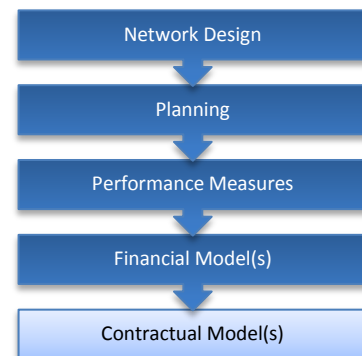 Network Design
Planning
Performance Measures
Financial Model(s)
Contractual Model(s)